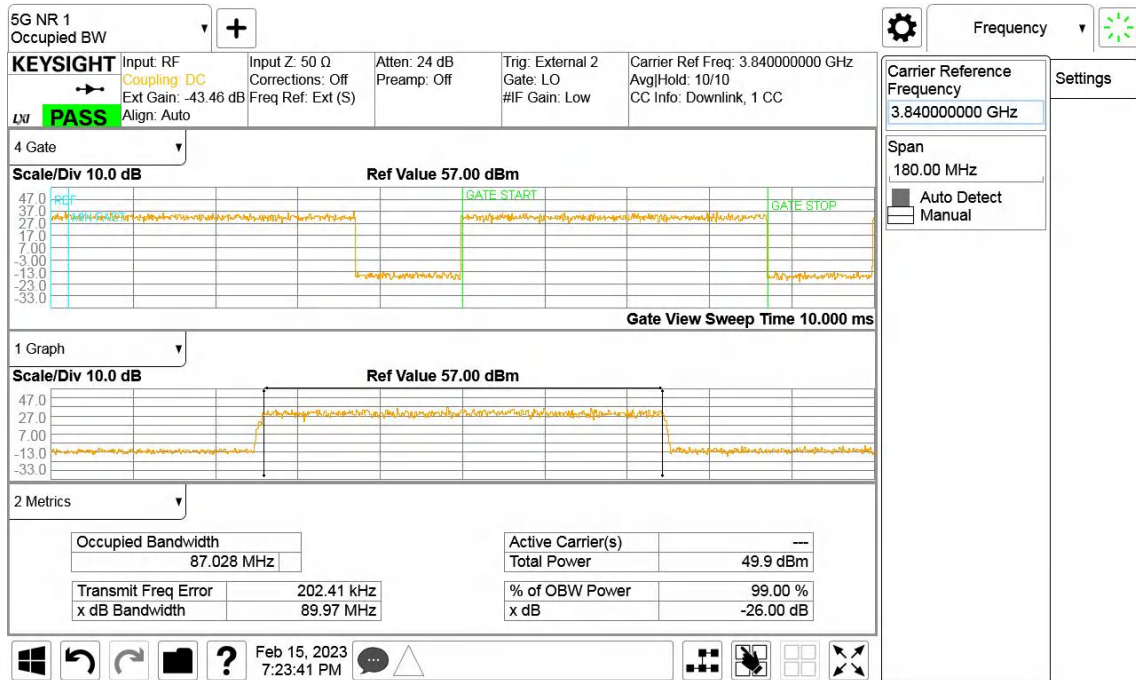 5G NR 1
Occupied BW
Frequency
KEYSIGHT
LXI PASS
Input: RF
Coupling: DC
Ext Gain: -43.46 dB
Align: Auto
Input Z: 50 Ω
Corrections: Off
Freq Ref: Ext (S)
Atten: 24 dB
Preamp: Off
Trig: External 2
Gate: LO
#IF Gain: Low
Carrier Ref Freq: 3.840000000 GHz
Avg|Hold: 10/10
CC Info: Downlink, 1 CC
Carrier Reference
Frequency
3.840000000 GHz
Span
180.00 MHz
Auto Detect
Manual
Settings
4 Gate
Scale/Div 10.0 dB
Ref Value 57.00 dBm
47.0
37.0
27.0
17.0
7.00
-3.00
-13.0
-23.0
-33.0
REF
MIN FAST
GATE START
GATE STOP
Gate View Sweep Time 10.000 ms
1 Graph
Scale/Div 10.0 dB
Ref Value 57.00 dBm
47.0
27.0
7.00
-13.0
-33.0
2 Metrics
Occupied Bandwidth
87.028 MHz
Transmit Freq Error 202.41 kHz
x dB Bandwidth 89.97 MHz
Active Carrier(s) ---
Total Power 49.9 dBm
% of OBW Power 99.00 %
x dB -26.00 dB
?
Feb 15, 2023
7:23:41 PM